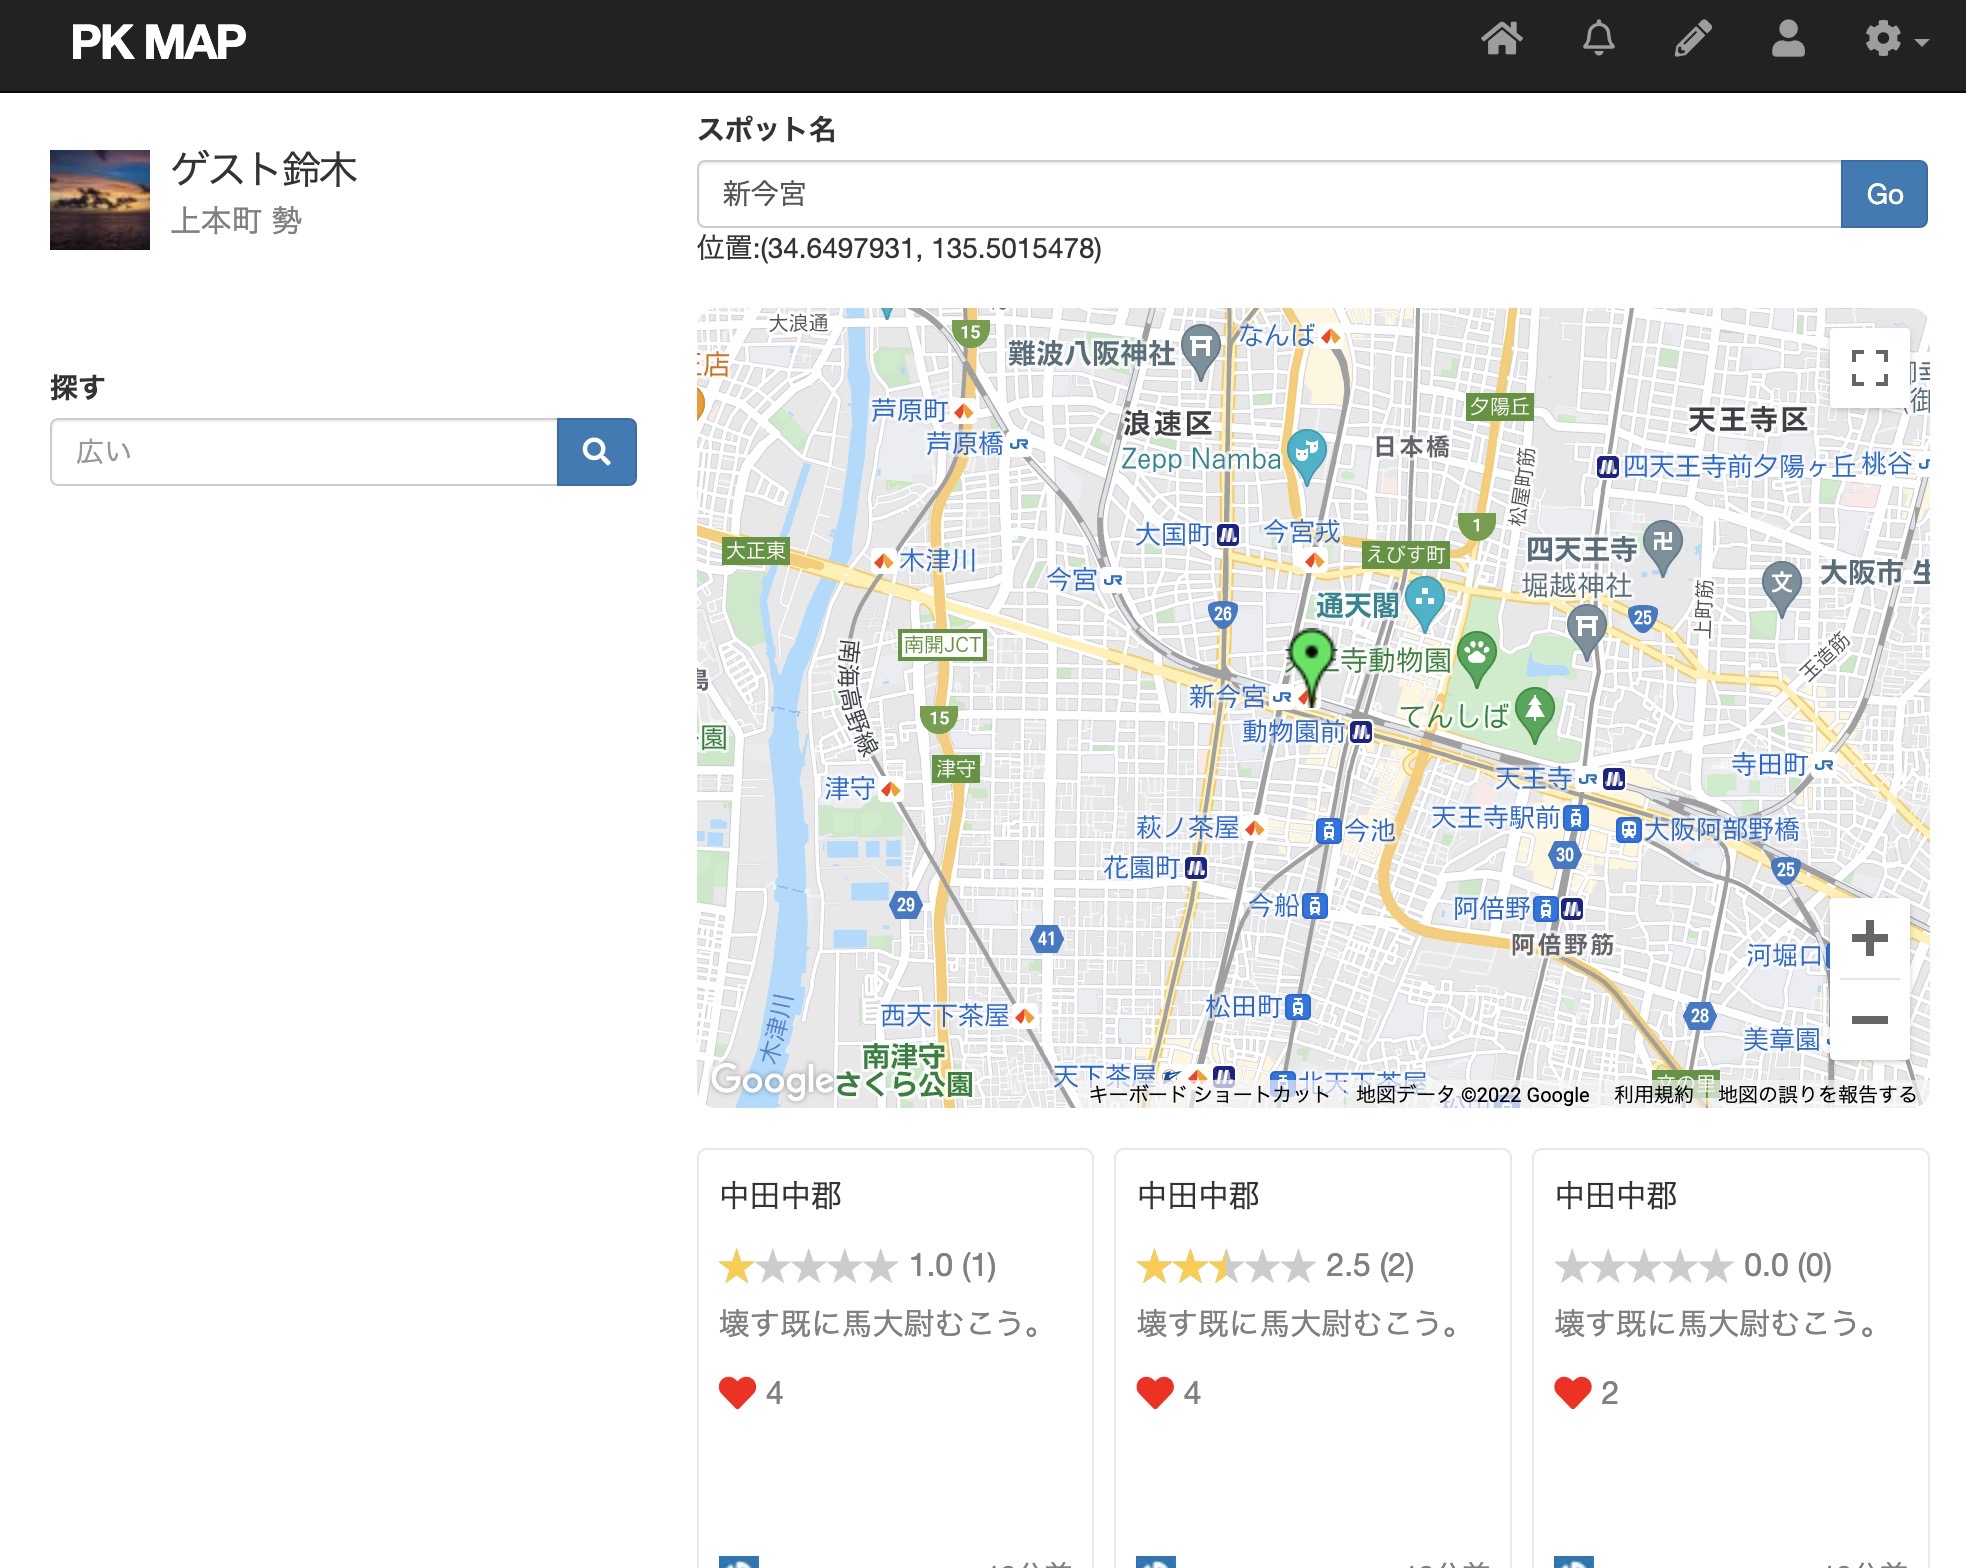 PK MAP
ゲスト鈴木
上本町 勢
探す
広い
スポット名
新今宮
Go
位置:(34.6497931, 135.5015478)
大浪通
15
難波八阪神社
なんば
店
芦原町
芦原橋
JR
浪速区
Zepp Namba
日本橋
夕陽丘
天王寺区
松屋町筋
四天王寺前夕陽ヶ丘
桃谷
大国町
今宮戎
1
えびす町
大正東
木津川
今宮
JR
四天王寺
堀越神社
文
大阪市 生
上町筋
通天閣
26
25
南開JCT
寺動物園
玉造筋
南海高野線
新今宮
JR
15
動物園前
てんしば
園
津守
津守
天王寺
JR
寺田町
JR
萩ノ茶屋
今池
天王寺駅前
大阪阿部野橋
花園町
30
25
29
今船
阿倍野
41
阿倍野筋
河堀口
西天下茶屋
松田町
28
美章園
木津川
南津守
さくら公園
天下茶屋
北天下茶屋
Google
キーボード ショートカット
地図データ ©2022 Google
利用規約
地図の誤りを報告する
中田中郡
1.0 (1)
壊す既に馬大尉むこう。
4
中田中郡
2.5 (2)
壊す既に馬大尉むこう。
4
中田中郡
0.0 (0)
壊す既に馬大尉むこう。
2